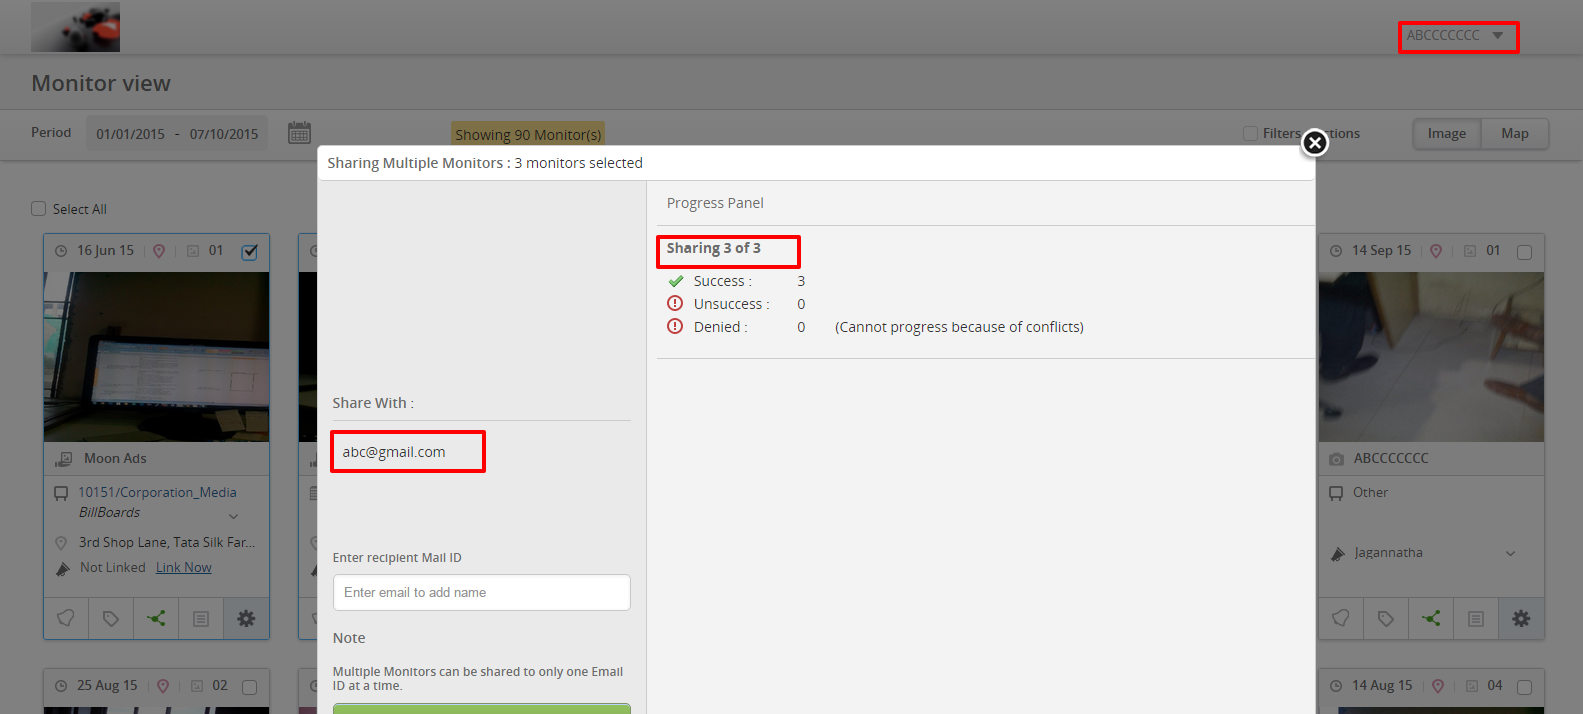 ABCCCCCCC
Monitor view
Period 01/01/2015 - 07/10/2015 Showing 90 Monitor(s) Filters ctions Image Map
Sharing Multiple Monitors : 3 monitors selected
Select All
Progress Panel
Sharing 3 of 3
Success : 3
Unsuccess : 0
Denied : 0 (Cannot progress because of conflicts)
Share With :
abc@gmail.com
Enter recipient Mail ID
Enter email to add name
Note
Multiple Monitors can be shared to only one Email
ID at a time.
16 Jun 15 01
Moon Ads
10151/Corporation_Media
BillBoards
3rd Shop Lane, Tata Silk Far...
Not Linked Link Now
25 Aug 15 02
14 Sep 15 01
ABCCCCCCC
Other
Jagannatha
14 Aug 15 04